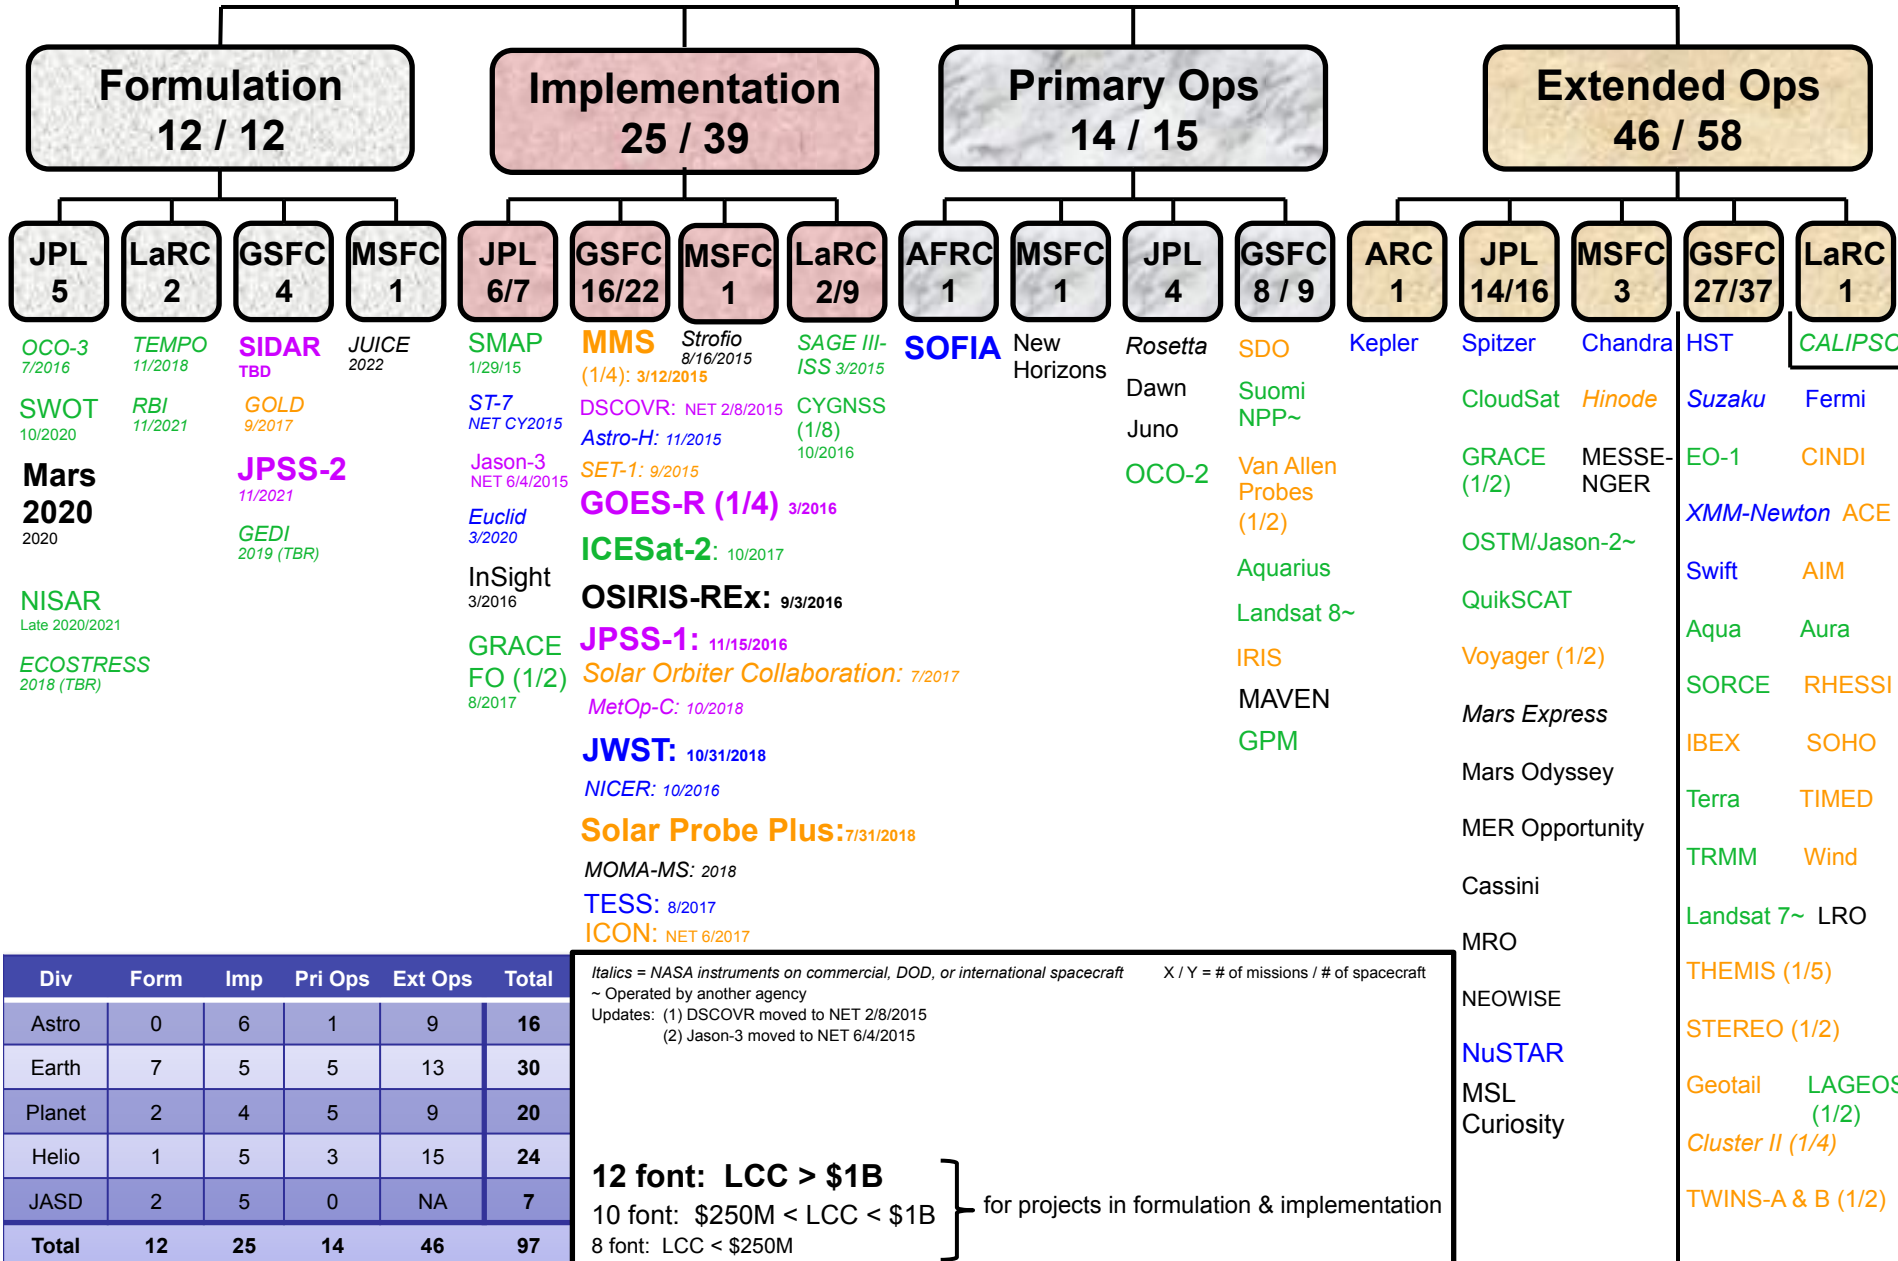 Formulation
12 / 12
Implementation
25 / 39
Primary Ops
14 / 15
Extended Ops
46 / 58
JPL
5
LaRC
2
GSFC
4
MSFC
1
JPL
6/7
GSFC
16/22
MSFC
1
LaRC
2/9
AFRC
1
MSFC
1
JPL
4
GSFC
8 / 9
ARC
1
JPL
14/16
MSFC
3
GSFC
27/37
LaRC
1
OCO-3
7/2016
SWOT
10/2020
Mars
2020
2020
NISAR
Late 2020/2021
ECOSTRESS
2018 (TBR)
TEMPO
11/2018
RBI
11/2021
SIDAR
TBD
GOLD
9/2017
JPSS-2
11/2021
GEDI
2019 (TBR)
JUICE
2022
SMAP
1/29/15
ST-7
NET CY2015
Jason-3
NET 6/4/2015
Euclid
3/2020
InSight
3/2016
GRACE
FO (1/2)
8/2017
MMS
(1/4): 3/12/2015
DSCOVR: NET 2/8/2015
Astro-H: 11/2015
SET-1: 9/2015
GOES-R (1/4) 3/2016
ICESat-2: 10/2017
OSIRIS-REx: 9/3/2016
JPSS-1: 11/15/2016
Solar Orbiter Collaboration: 7/2017
MetOp-C: 10/2018
JWST: 10/31/2018
NICER: 10/2016
Solar Probe Plus:7/31/2018
MOMA-MS: 2018
TESS: 8/2017
ICON: NET 6/2017
Strofio
8/16/2015
SAGE III-
ISS 3/2015
CYGNSS
(1/8)
10/2016
SOFIA
New
Horizons
Rosetta
Dawn
Juno
OCO-2
SDO
Suomi
NPP~
Van Allen
Probes
(1/2)
Aquarius
Landsat 8~
IRIS
MAVEN
GPM
Kepler
Spitzer
CloudSat
GRACE
(1/2)
OSTM/Jason-2~
QuikSCAT
Voyager (1/2)
Mars Express
Mars Odyssey
MER Opportunity
Cassini
MRO
NEOWISE
NuSTAR
MSL
Curiosity
Chandra
Hinode
MESSE-
NGER
HST
CALIPSO
Suzaku Fermi
EO-1 CINDI
XMM-Newton ACE
Swift AIM
Aqua Aura
SORCE RHESSI
IBEX SOHO
Terra TIMED
TRMM Wind
Landsat 7~ LRO
THEMIS (1/5)
STEREO (1/2)
Geotail LAGEOS
(1/2)
Cluster II (1/4)
TWINS-A & B (1/2)
Div Form Imp Pri Ops Ext Ops Total
Astro 0 6 1 9 16
Earth 7 5 5 13 30
Planet 2 4 5 9 20
Helio 1 5 3 15 24
JASD 2 5 0 NA 7
Total 12 25 14 46 97
Italics = NASA instruments on commercial, DOD, or international spacecraft X / Y = # of missions / # of spacecraft
~ Operated by another agency
Updates: (1) DSCOVR moved to NET 2/8/2015
(2) Jason-3 moved to NET 6/4/2015
12 font: LCC > $1B
10 font: $250M < LCC < $1B
8 font: LCC < $250M
for projects in formulation & implementation